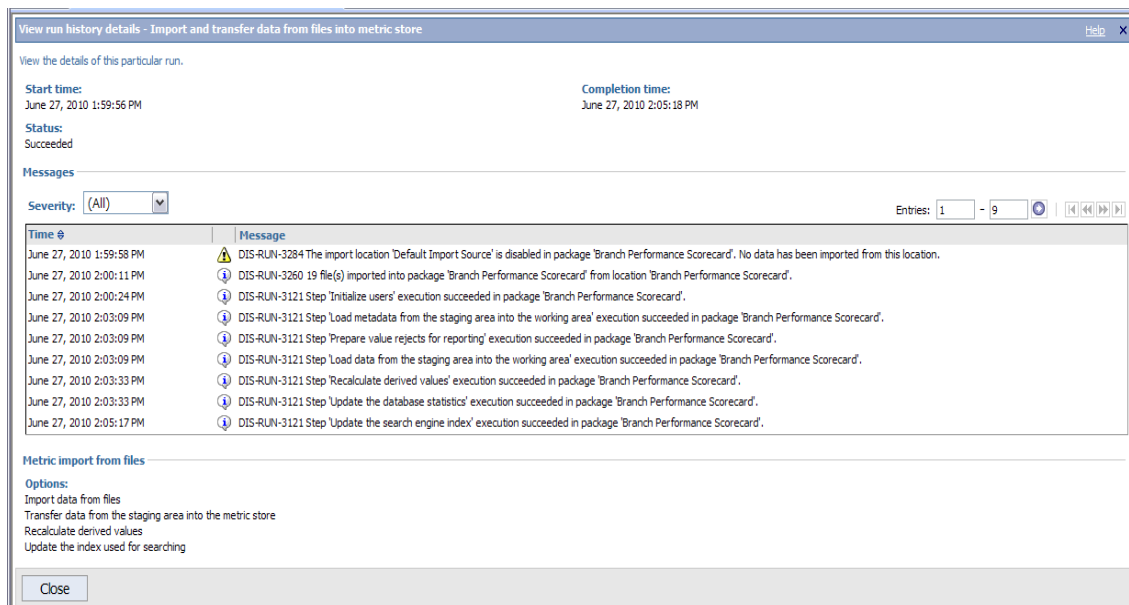 View run history details - Import and transfer data from files into metric store Help X
View the details of this particular run.
Start time: Completion time:
June 27, 2010 1:59:56 PM June 27, 2010 2:05:18 PM
Status:
Succeeded
Messages
Severity: (All) Entries: 1 - 9
Time Message
June 27, 2010 1:59:58 PM DIS-RUN-3284 The import location 'Default Import Source' is disabled in package 'Branch Performance Scorecard'. No data has been imported from this location.
June 27, 2010 2:00:11 PM DIS-RUN-3260 19 file(s) imported into package 'Branch Performance Scorecard' from location 'Branch Performance Scorecard'.
June 27, 2010 2:00:24 PM DIS-RUN-3121 Step 'Initialize users' execution succeeded in package 'Branch Performance Scorecard'.
June 27, 2010 2:03:09 PM DIS-RUN-3121 Step 'Load metadata from the staging area into the working area' execution succeeded in package 'Branch Performance Scorecard'.
June 27, 2010 2:03:09 PM DIS-RUN-3121 Step 'Prepare value rejects for reporting' execution succeeded in package 'Branch Performance Scorecard'.
June 27, 2010 2:03:09 PM DIS-RUN-3121 Step 'Load data from the staging area into the working area' execution succeeded in package 'Branch Performance Scorecard'.
June 27, 2010 2:03:33 PM DIS-RUN-3121 Step 'Recalculate derived values' execution succeeded in package 'Branch Performance Scorecard'.
June 27, 2010 2:03:33 PM DIS-RUN-3121 Step 'Update the database statistics' execution succeeded in package 'Branch Performance Scorecard'.
June 27, 2010 2:05:17 PM DIS-RUN-3121 Step 'Update the search engine index' execution succeeded in package 'Branch Performance Scorecard'.
Metric import from files
Options:
Import data from files
Transfer data from the staging area into the metric store
Recalculate derived values
Update the index used for searching
Close